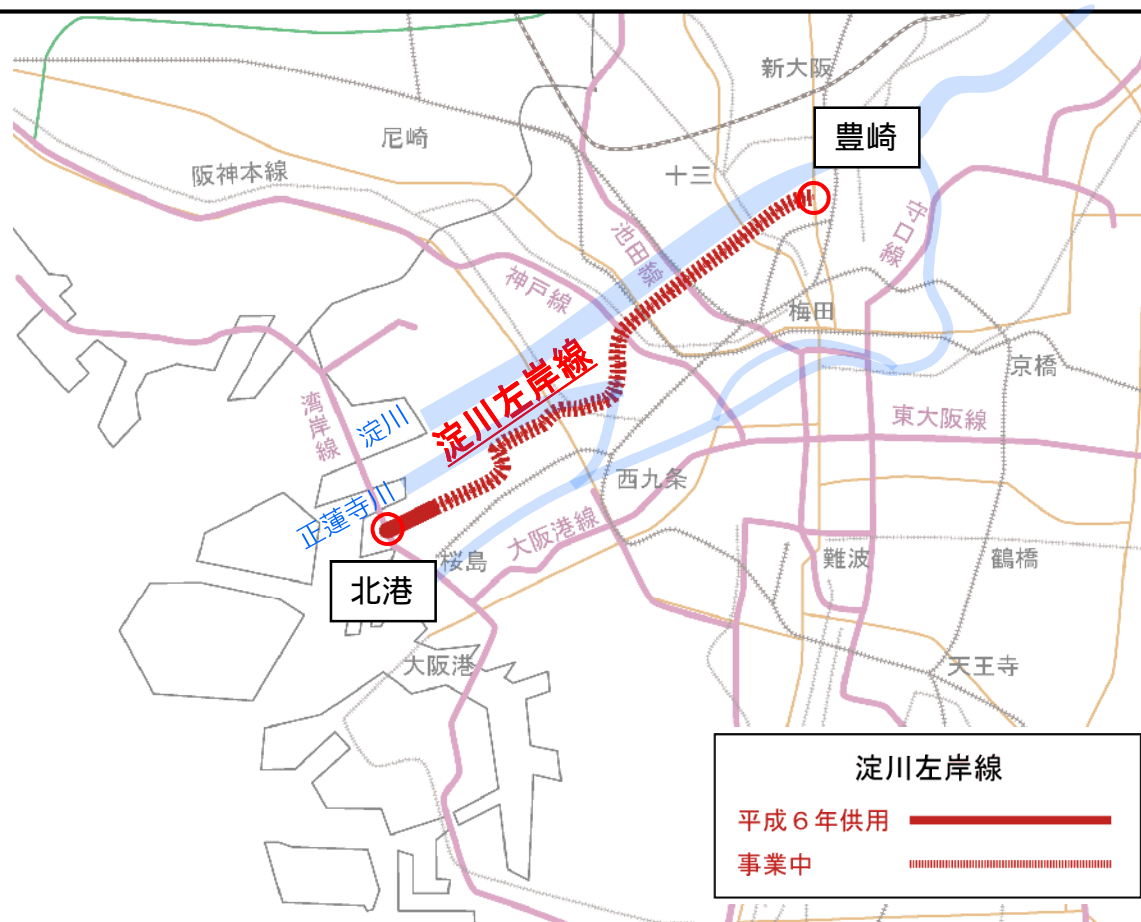 新大阪
豊崎
尼崎
十三
阪神本線
守口線
池田線
神戸線
梅田
淀川左岸線
京橋
湾岸線
淀川
東大阪線
西九条
正蓮寺川
大阪港線
桜島
難波
鶴橋
北港
大阪港
天王寺
淀川左岸線
平成６年供用
事業中